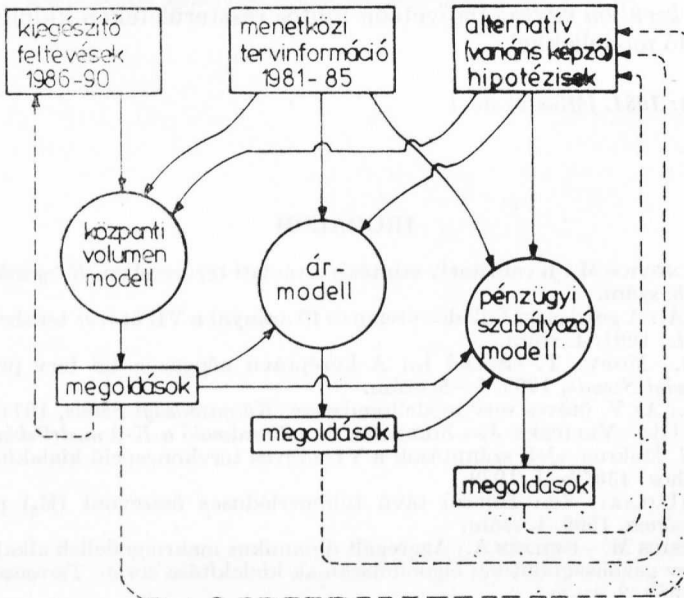 kiegészítő
feltevések
1986-90
menetközi
tervinformáció
1981-85
alternatív
(variáns képző)
hipotézisek
központi
volumen
modell
ár
modell
pénzügyi
szabályozó
modell
megoldások
megoldások
megoldások